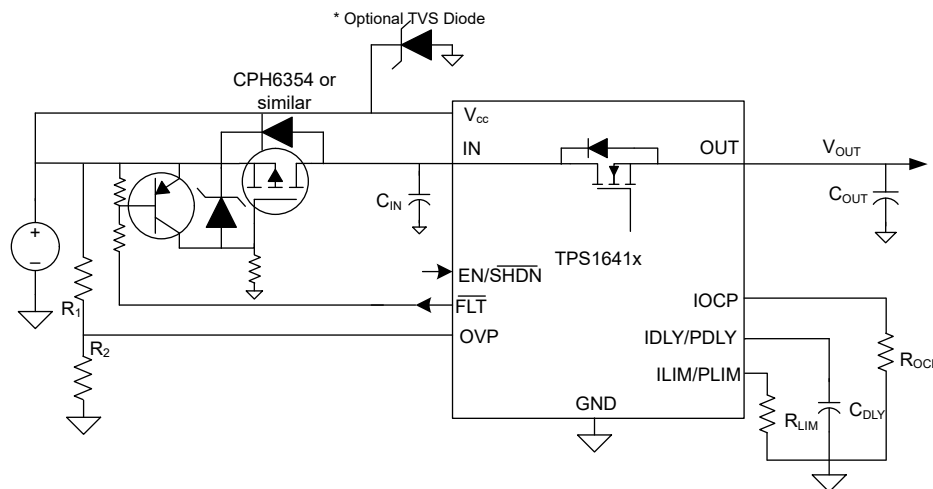 * Optional TVS Diode
CPH6354 or
similar
Vcc
IN
OUT
VOUT
CIN
COUT
+
−
TPS1641x
EN/SHDN
R1
FLT
IOCP
OVP
R2
IDLY/PDLY
ROC
ILIM/PLIM
GND
RLIM
CDLY